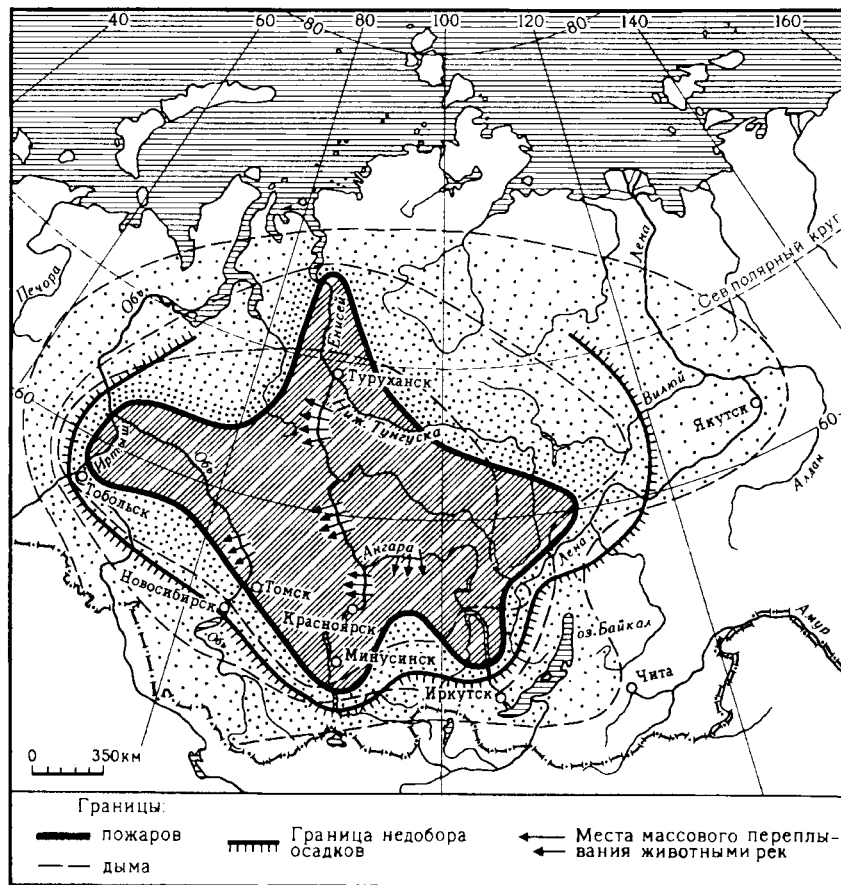 40 60 80 80 100 120 140 160
Печора
Обь
Енисей
Лена
Сев полярный круг
60
Туруханск
Ниж. Тунгуска
Вилюй
Якутск
60
Иртыш
Обь
Алдан
Тобольск
Ангара
Лена
Новосибирск
Томск
Красноярск
оз. Байкал
Амур
Обь
Минусинск
Иркутск
Чита
0 350км
Границы:
пожаров
дыма
Граница недобора
осадков
Места массового переплы-
вания животными рек